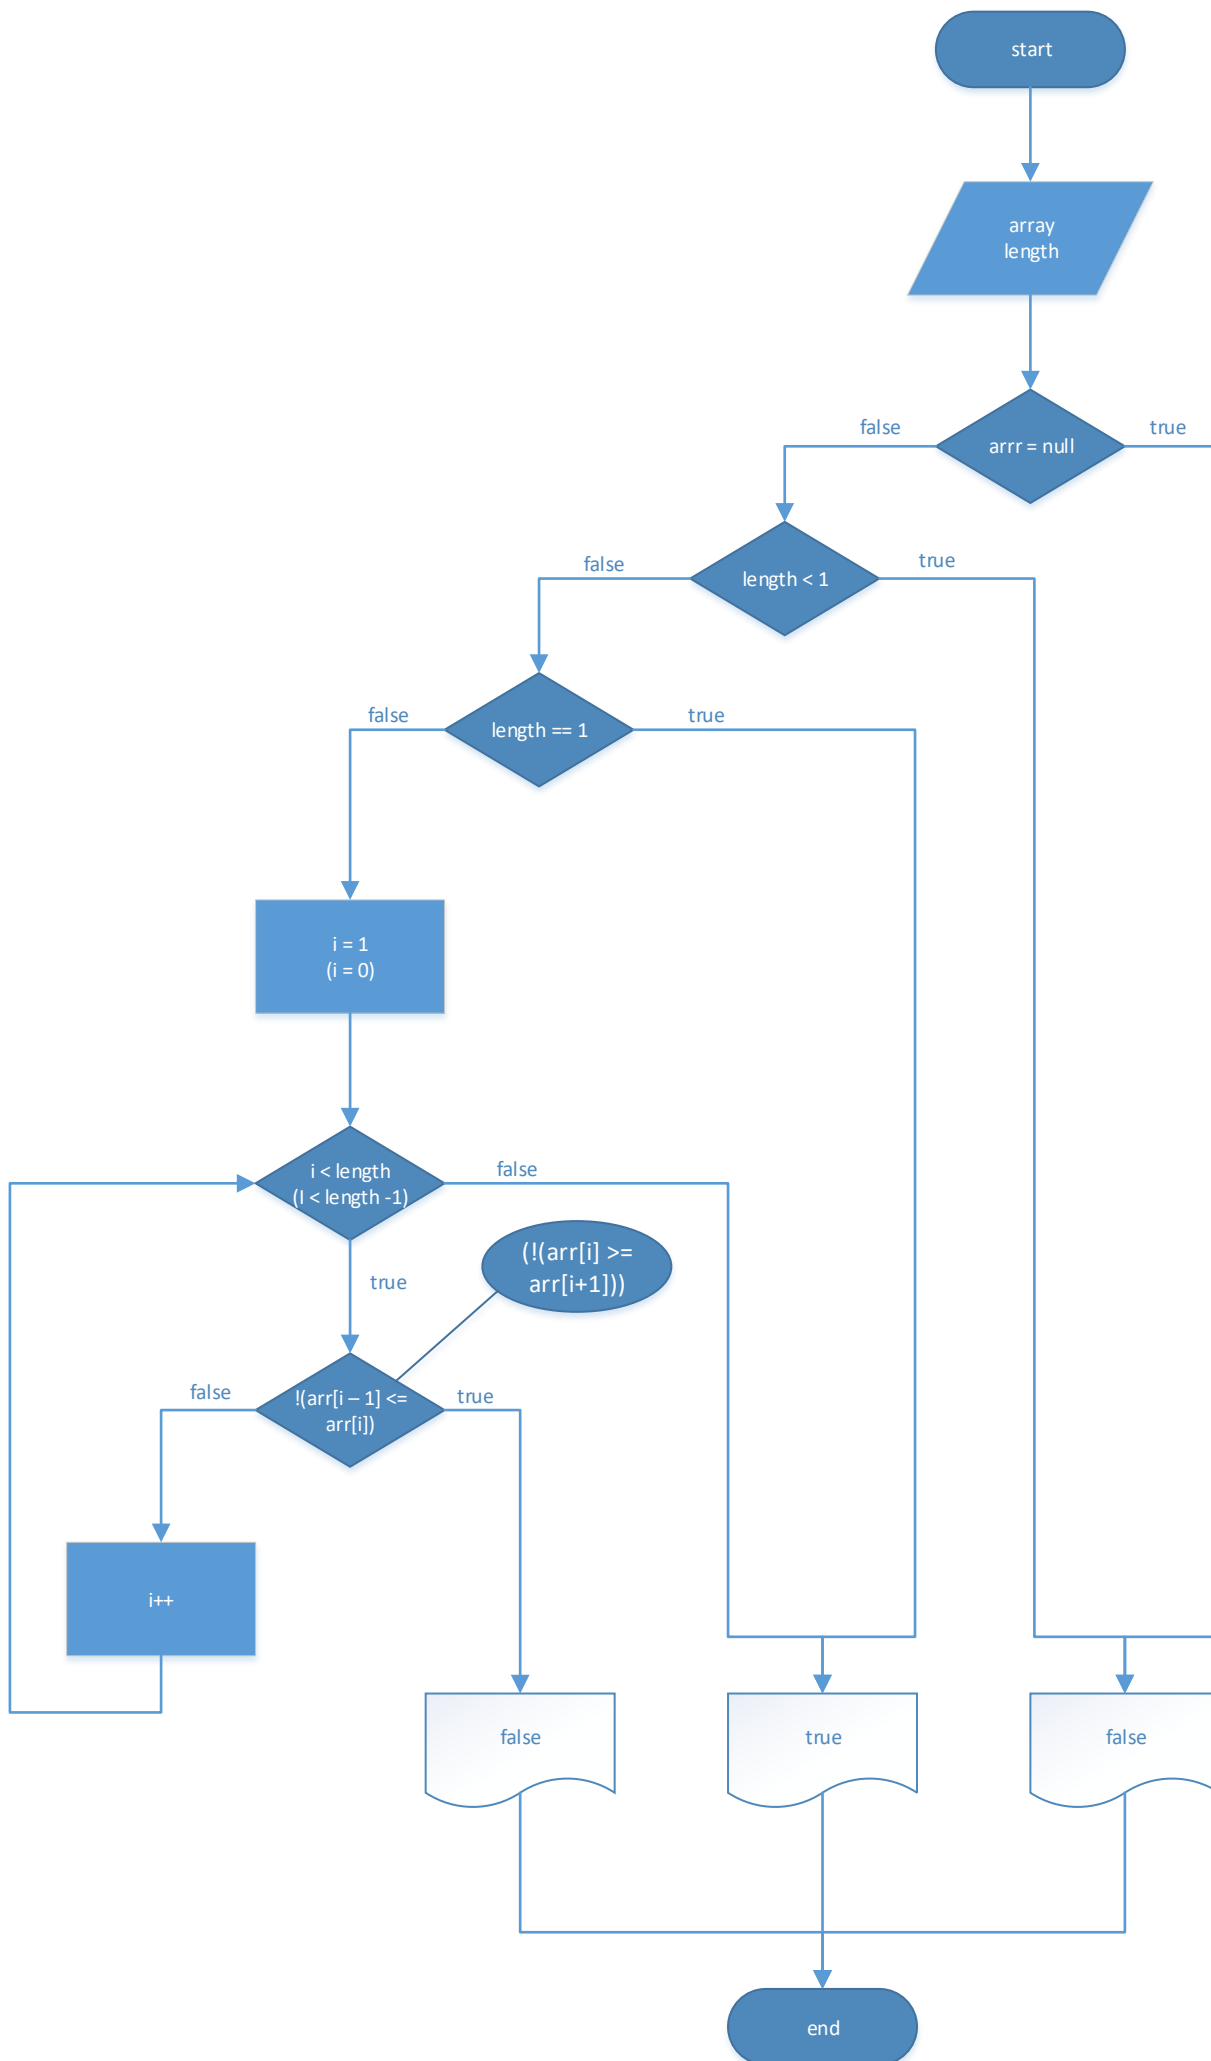 start
array
length
false
arrr = null
true
false
length < 1
true
false
length == 1
true
i = 1
(i = 0)
i < length
(I < length -1)
false
true
(!(arr[i] >=
arr[i+1]))
false
!(arr[i – 1] <=
arr[i])
true
i++
false
true
false
end